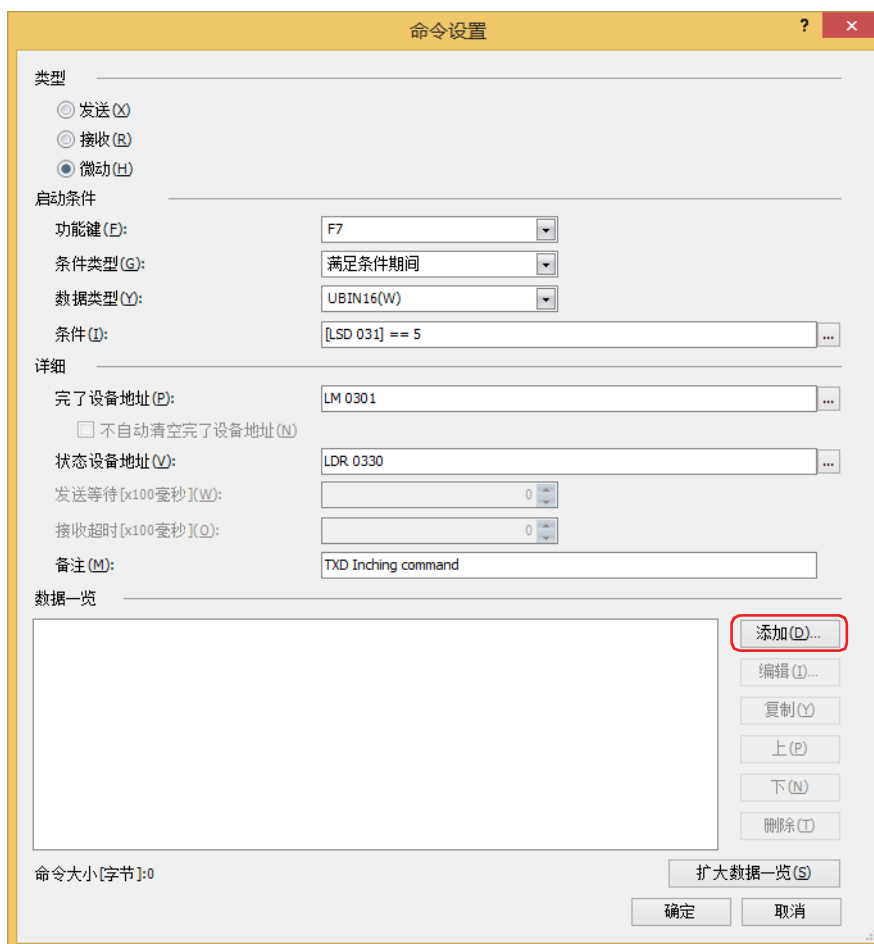 命令设置
?
×
类型
发送(X)
接收(R)
微动(H)
启动条件
功能键(F): F7
条件类型(G): 满足条件期间
数据类型(Y): UBIN16(W)
条件(I): [LSD 031] == 5 ...
详细
完了设备地址(P): LM 0301 ...
不自动清空完了设备地址(N)
状态设备地址(V): LDR 0330 ...
发送等待[x100毫秒](W): 0
接收超时[x100毫秒](O): 0
备注(M): TXD Inching command
数据一览
添加(D)...
编辑(I)...
复制(Y)
上(P)
下(N)
删除(T)
命令大小[字节]:0
扩大数据一览(S)
确定 取消